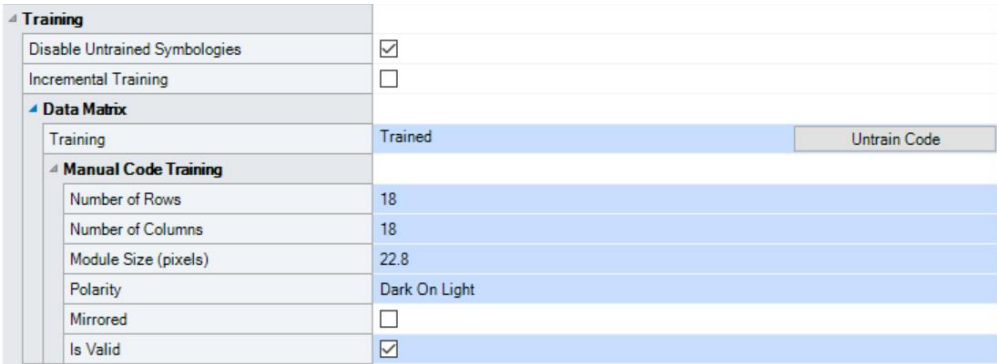 Training
Disable Untrained Symbologies
Incremental Training
Data Matrix
Training Trained Untrain Code
Manual Code Training
Number of Rows 18
Number of Columns 18
Module Size (pixels) 22.8
Polarity Dark On Light
Mirrored
Is Valid